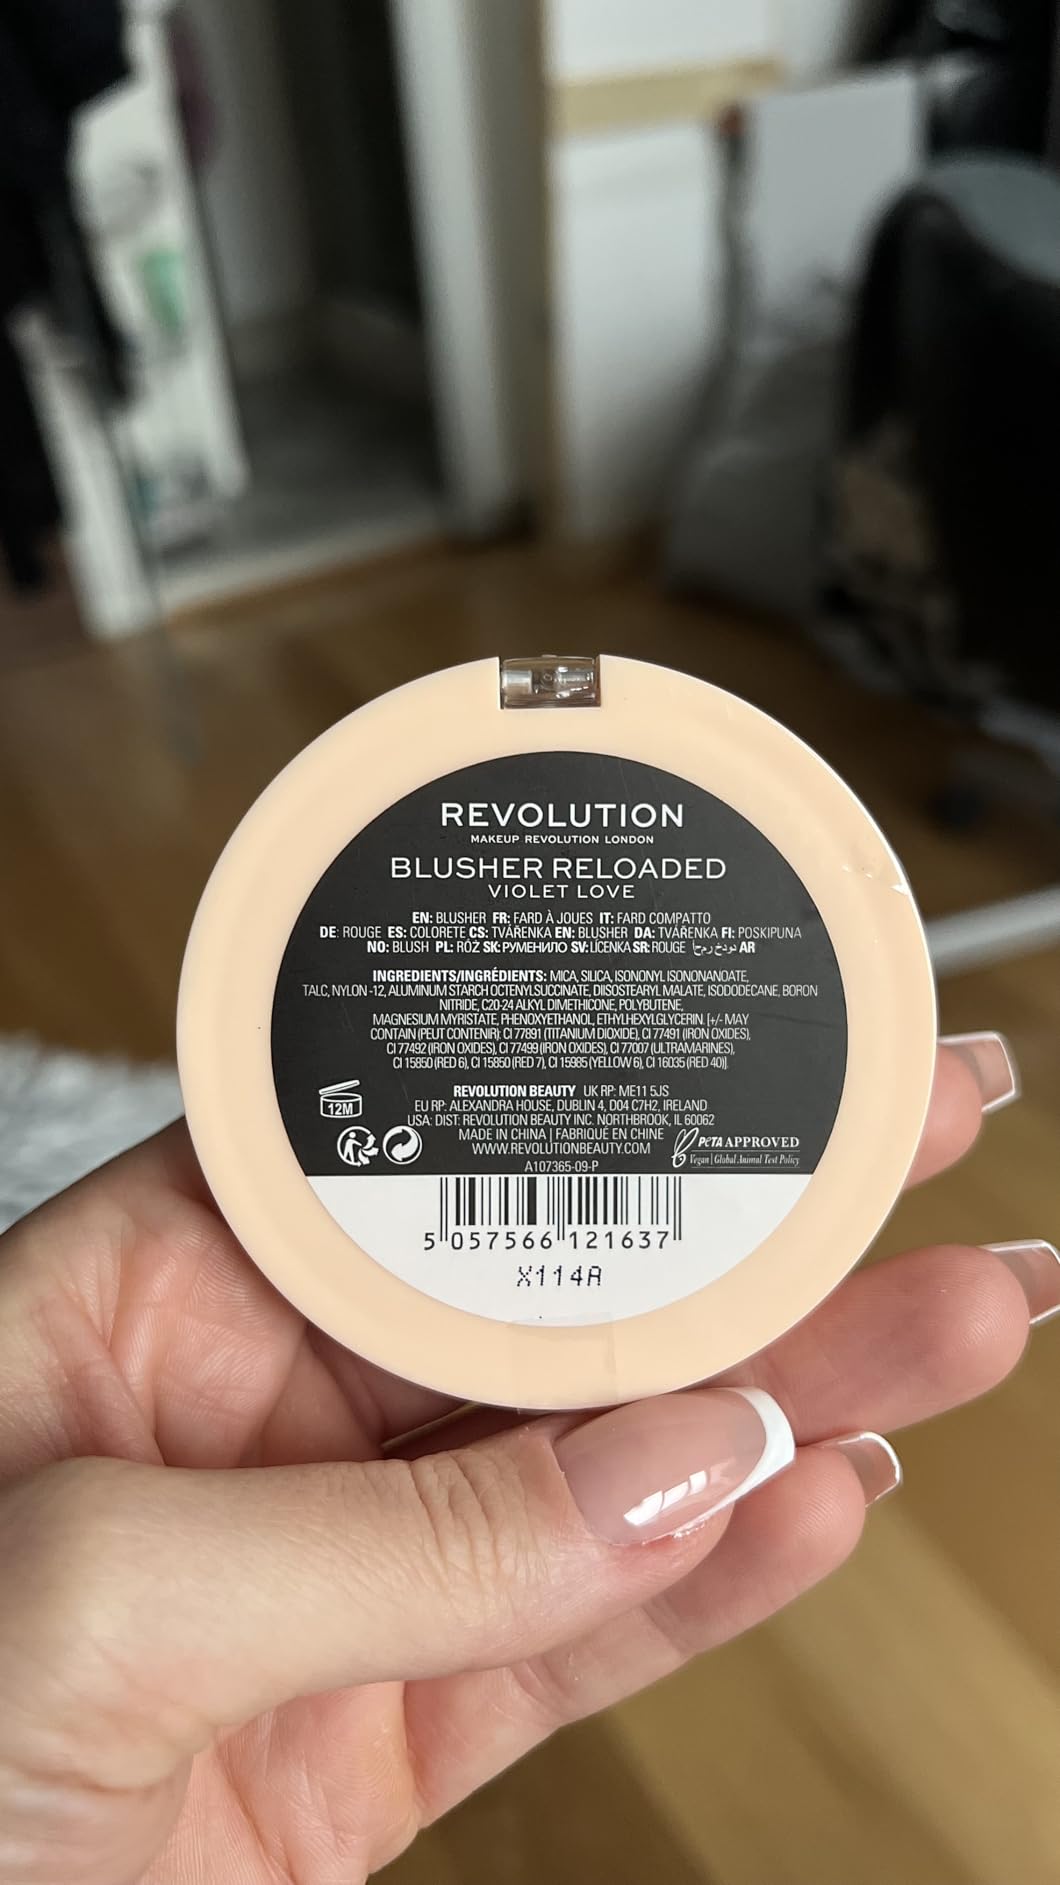 REVOLUTION
MAKEUP REVOLUTION LONDON
BLUSHER RELOADED
VIOLET LOVE
EN: BLUSHER FR: FARD À JOUES IT: FARD COMPATTO
DE: ROUGE ES: COLORETE CS: TVÁŘENKA EN: BLUSHER DA: TVÁŘENKA FI: POSKIPUNA
NO: BLUSH PL: RÓŻ SK: РУМЕНИЛО SV: LÍCENKA SR: ROUGE AR
INGREDIENTS/INGRÉDIENTS: MICA, SILICA, ISONONYL ISONONANOATE,
TALC, NYLON -12, ALUMINUM STARCH OCTENYLSUCCINATE, DIISOSTEARYL MALATE, ISODODECANE, BORON
NITRIDE, C20-24 ALKYL DIMETHICONE, POLYBUTENE,
MAGNESIUM MYRISTATE, PHENOXYETHANOL, ETHYLHEXYLGLYCERIN. [+/- MAY
CONTAIN (PEUT CONTENIR): CI 77891 (TITANIUM DIOXIDE), CI 77491 (IRON OXIDES),
CI 77492 (IRON OXIDES), CI 77499 (IRON OXIDES), CI 77007 (ULTRAMARINES),
CI 15850 (RED 6), CI 15850 (RED 7), CI 15985 (YELLOW 6), CI 16035 (RED 40)].
REVOLUTION BEAUTY UK RP: ME11 5JS
EU RP: ALEXANDRA HOUSE, DUBLIN 4, D04 C7H2, IRELAND
USA: DIST: REVOLUTION BEAUTY INC. NORTHBROOK, IL 60062
MADE IN CHINA | FABRIQUÉ EN CHINE
WWW.REVOLUTIONBEAUTY.COM
A107365-09-P
12M
PETA APPROVED
Vegan | Global Animal Test Policy
5 057566 121637
X114A